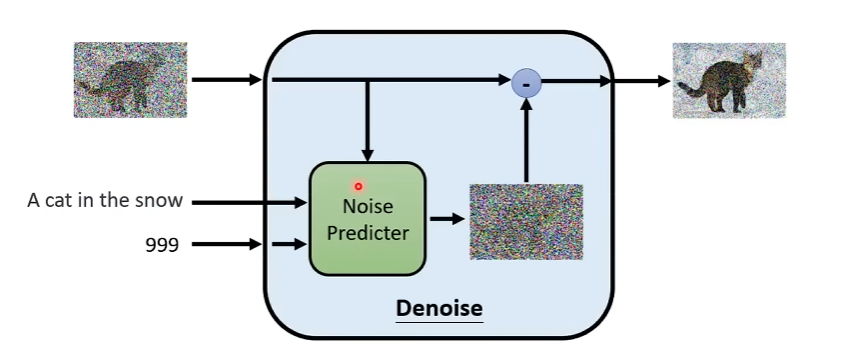 A cat in the snow
999
Noise
Predicter
-
Denoise